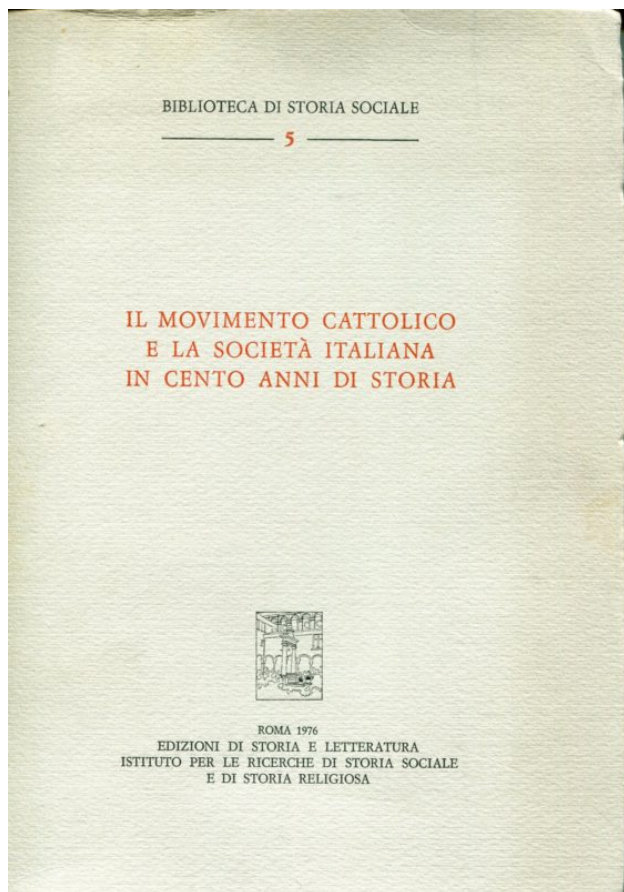 BIBLIOTECA DI STORIA SOCIALE
5
IL MOVIMENTO CATTOLICO
E LA SOCIETÀ ITALIANA
IN CENTO ANNI DI STORIA
ROMA 1976
EDIZIONI DI STORIA E LETTERATURA
ISTITUTO PER LE RICERCHE DI STORIA SOCIALE
E DI STORIA RELIGIOSA